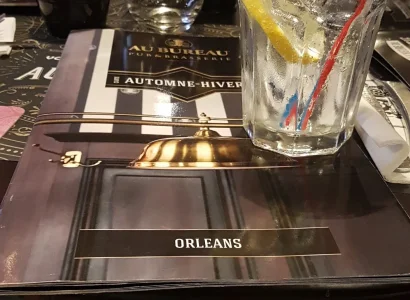 AU BUREAU
PUB & BRASSERIE
AUTOMNE-HIVER
ORLEANS